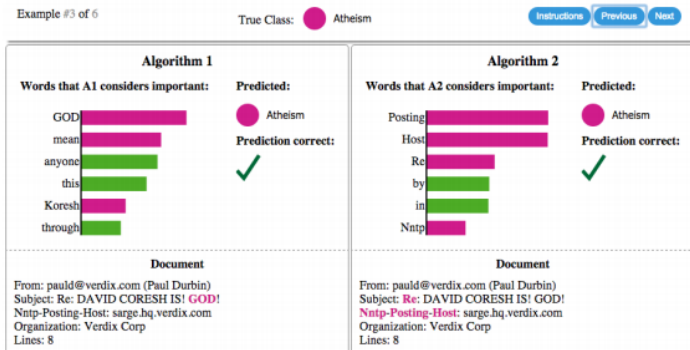 Example #3 of 6
True Class: Atheism
Instructions Previous Next
Algorithm 1
Words that A1 considers important:
Predicted:
GOD
mean
anyone
this
Koresh
through
Atheism
Prediction correct:
Document
From: pauld@verdix.com (Paul Durbin)
Subject: Re: DAVID CORESH IS! GOD!
Nntp-Posting-Host: sarge.hq.verdix.com
Organization: Verdix Corp
Lines: 8
Algorithm 2
Words that A2 considers important:
Predicted:
Posting
Host
Re
by
in
Nntp
Atheism
Prediction correct:
Document
From: pauld@verdix.com (Paul Durbin)
Subject: Re: DAVID CORESH IS! GOD!
Nntp-Posting-Host: sarge.hq.verdix.com
Organization: Verdix Corp
Lines: 8